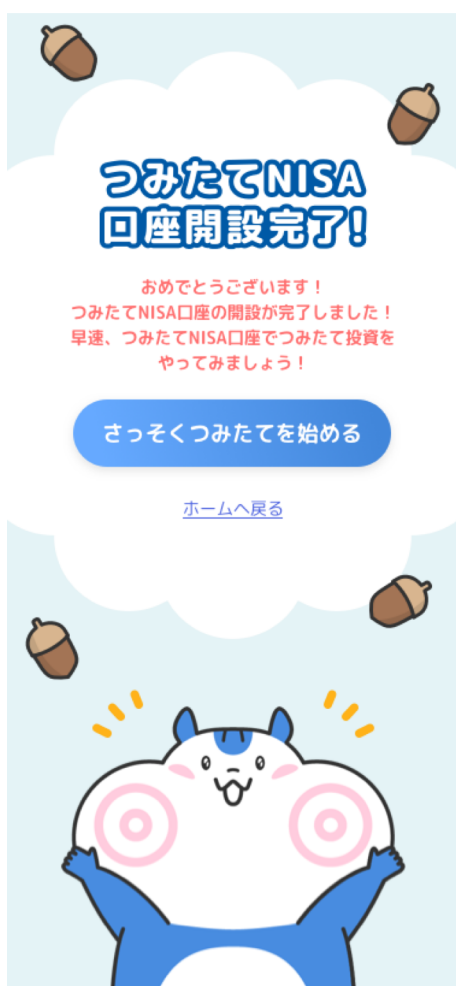 つみたてNISA
口座開設完了!
おめでとうございます！
つみたてNISA口座の開設が完了しました！
早速、つみたてNISA口座でつみたて投資を
やってみましょう！
さっそくつみたてを始める
ホームへ戻る